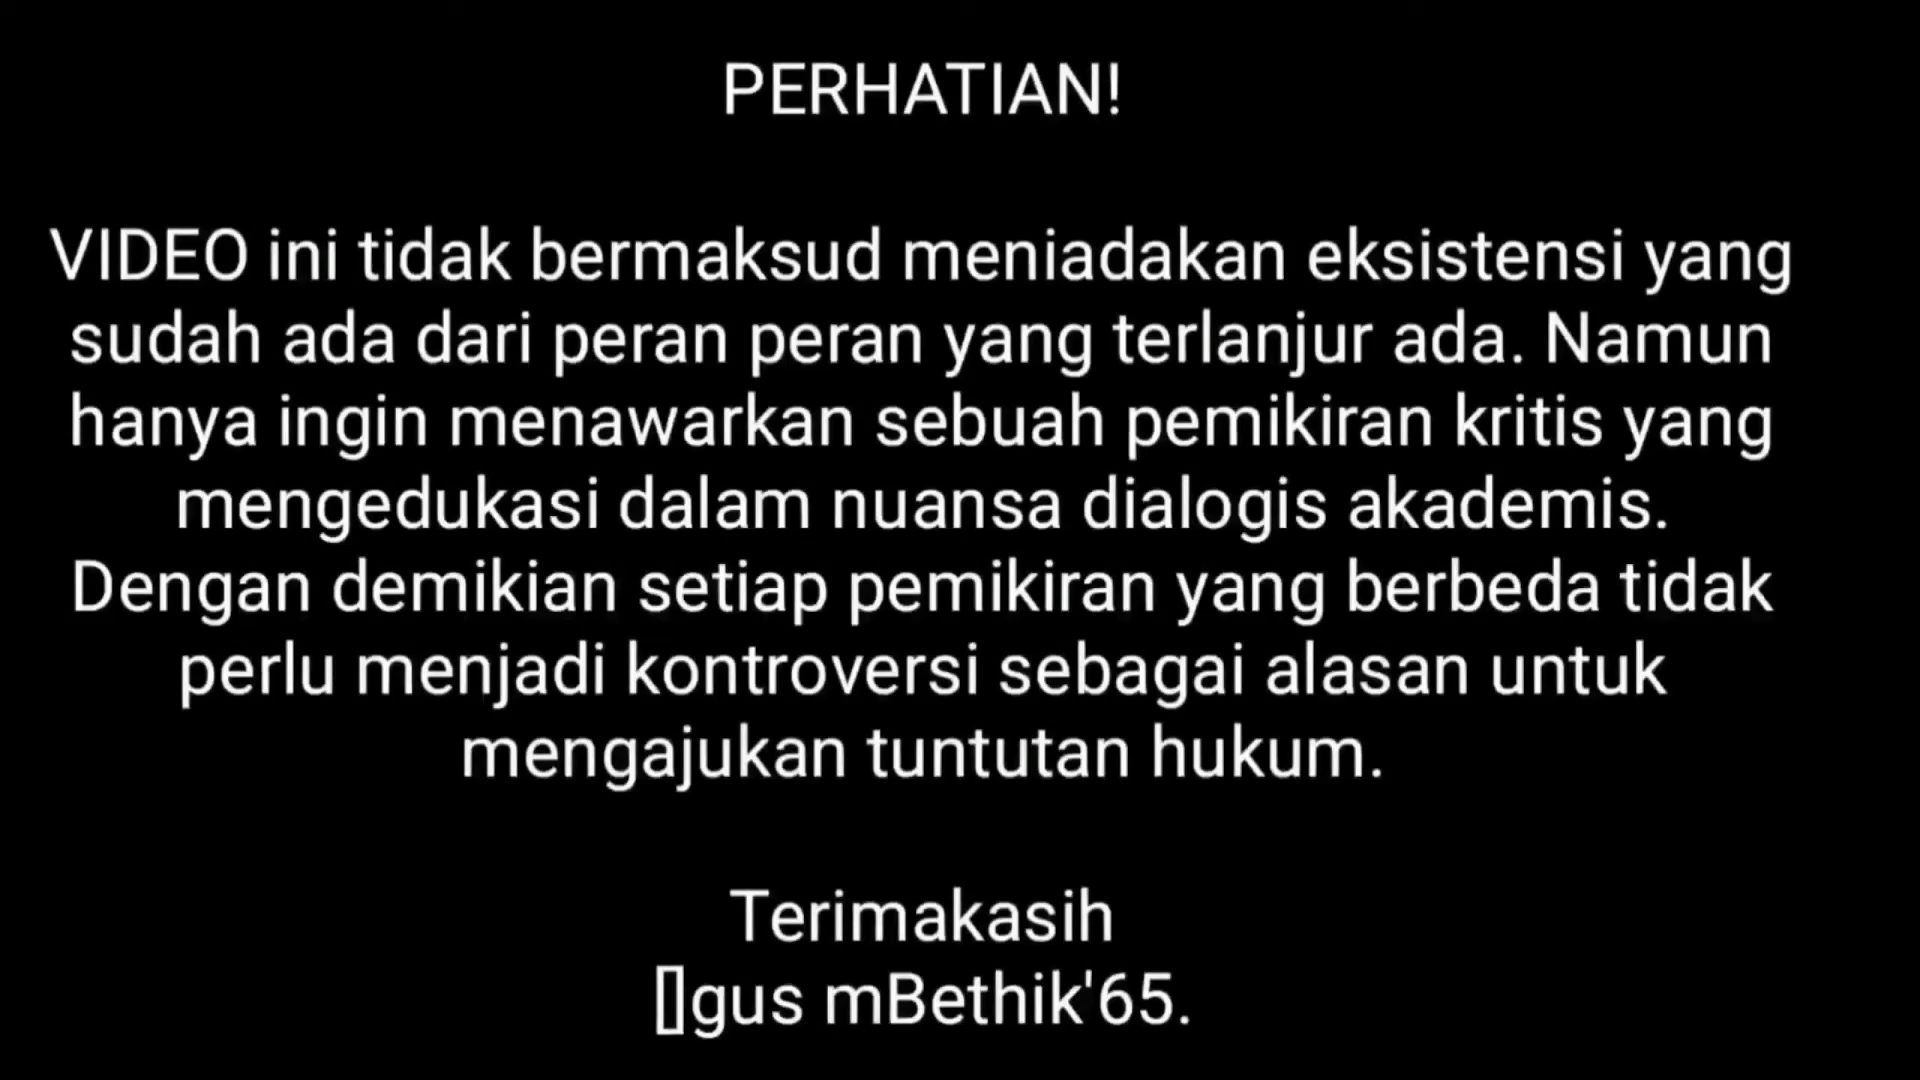 PERHATIAN!
VIDEO ini tidak bermaksud meniadakan eksistensi yang
sudah ada dari peran peran yang terlanjur ada. Namun
hanya ingin menawarkan sebuah pemikiran kritis yang
mengedukasi dalam nuansa dialogis akademis.
Dengan demikian setiap pemikiran yang berbeda tidak
perlu menjadi kontroversi sebagai alasan untuk
mengajukan tuntutan hukum.
Terimakasih
▯gus mBethik'65.